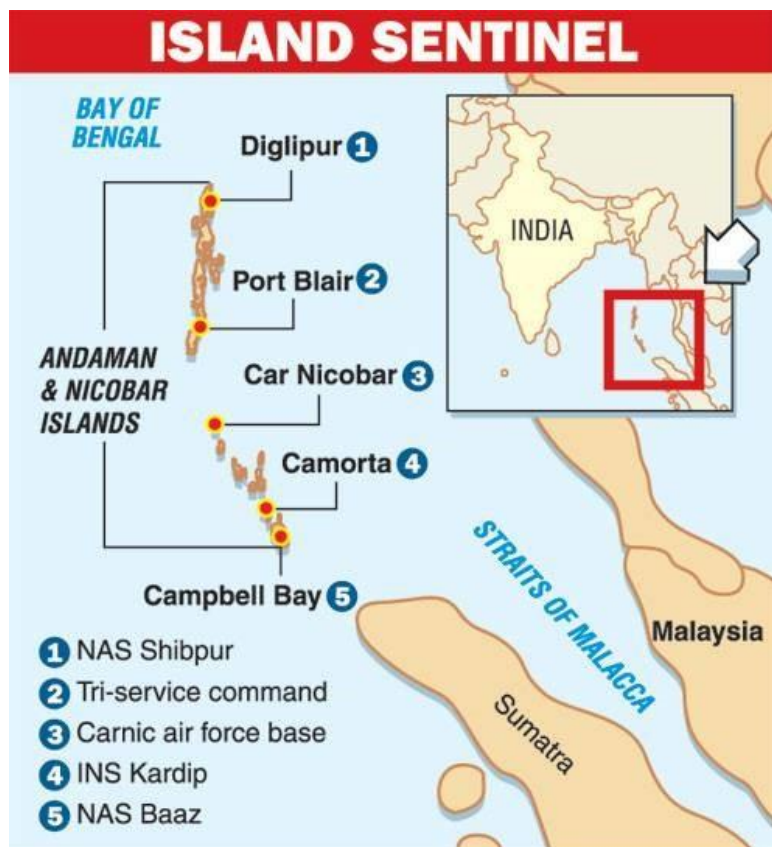 ISLAND SENTINEL
BAY OF
BENGAL
Diglipur 1
INDIA
Port Blair 2
ANDAMAN
& NICOBAR
ISLANDS
Car Nicobar 3
Camorta 4
STRAITS OF MALACCA
Campbell Bay 5
Malaysia
Sumatra
1 NAS Shibpur
2 Tri-service command
3 Carnic air force base
4 INS Kardip
5 NAS Baaz